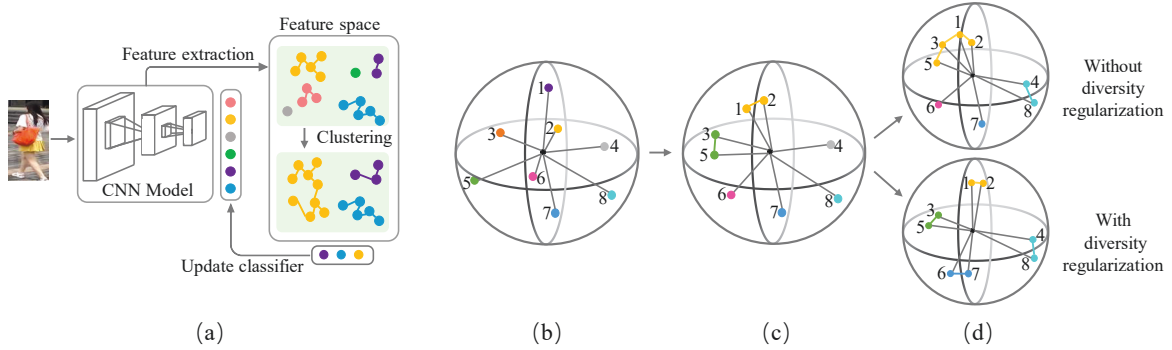 Feature space
Feature extraction
Clustering
CNN Model
Update classifier
(a)
1
2
3
4
5
6
7
8
(b)
1
2
3
4
5
6
7
8
(c)
1
2
3
4
5
6
7
8
Without
diversity
regularization
1
2
3
4
5
6
7
8
With
diversity
regularization
(d)